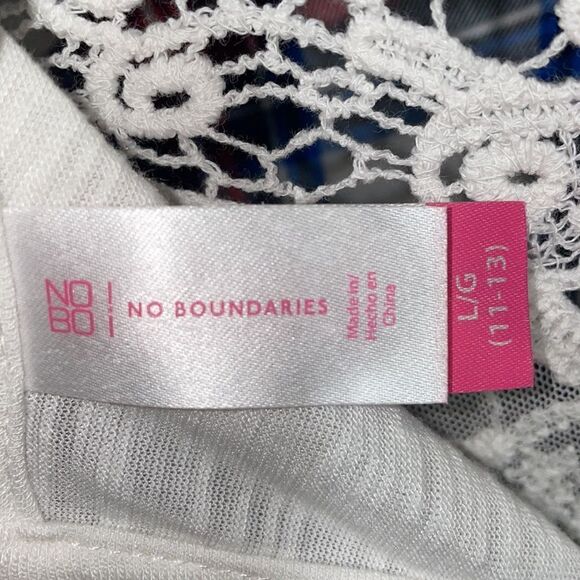 NO
BO
NO BOUNDARIES
Made in/
Hecho en
China
L/G
(11-13)